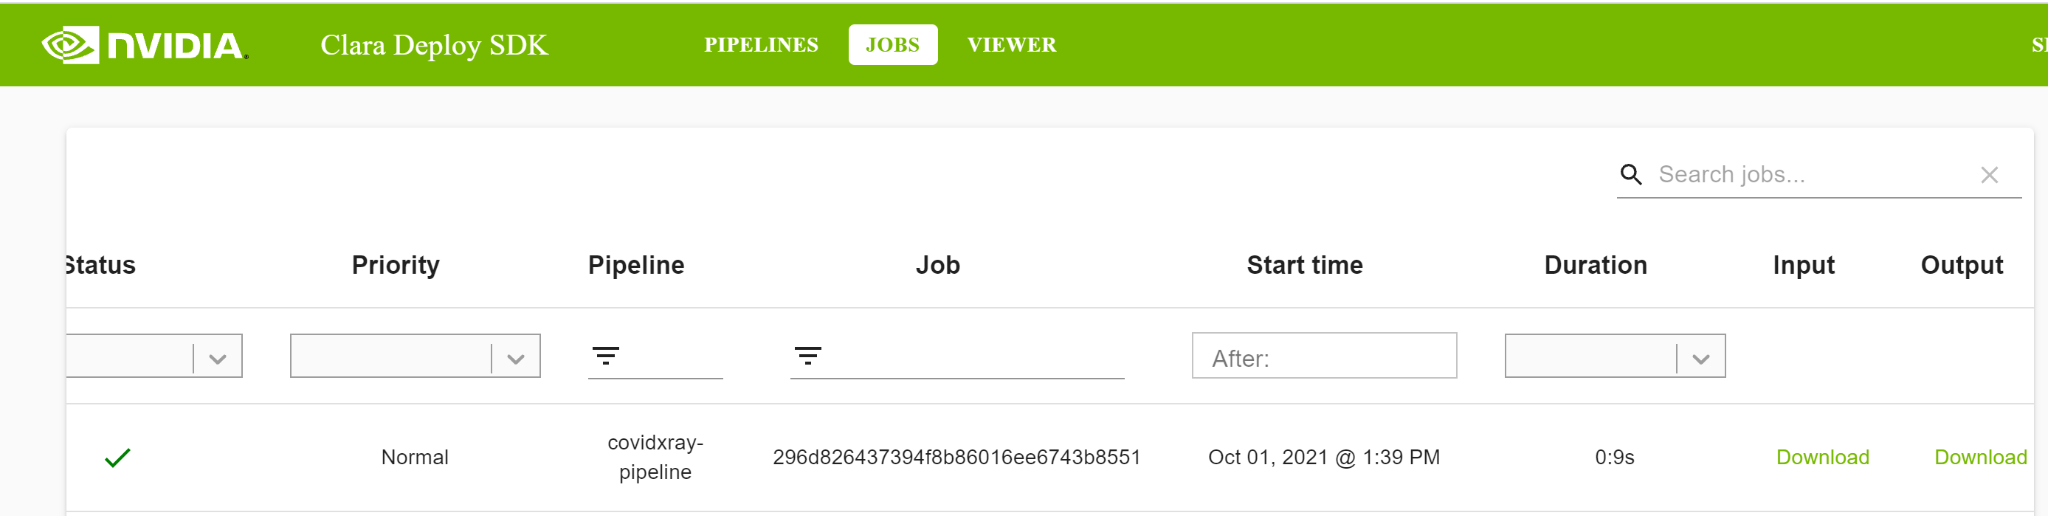 NVIDIA. Clara Deploy SDK PIPELINES JOBS VIEWER
Search jobs...
Status Priority Pipeline Job Start time Duration Input Output
After:
Normal covidxray-pipeline 296d826437394f8b86016ee6743b8551 Oct 01, 2021 @ 1:39 PM 0:9s Download Download